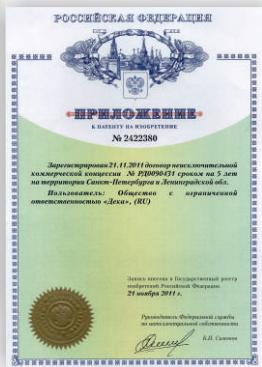 РОССИЙСКАЯ ФЕДЕРАЦИЯ
ПРИЛОЖЕНИЕ
К ПАТЕНТУ НА ИЗОБРЕТЕНИЕ
№ 2422380
Зарегистрирован 21.11.2011 договор неисключительной
коммерческой концессии № РД0090431 сроком на 5 лет
на территории Санкт-Петербурга и Ленинградской обл.
Пользователь: Общество с ограниченной
ответственностью «Деха», (RU)
Запись внесена в Государственный реестр
изобретений Российской Федерации
21 ноября 2011 г.
Руководитель Федеральной службы
по интеллектуальной собственности
Б.П. Симонов